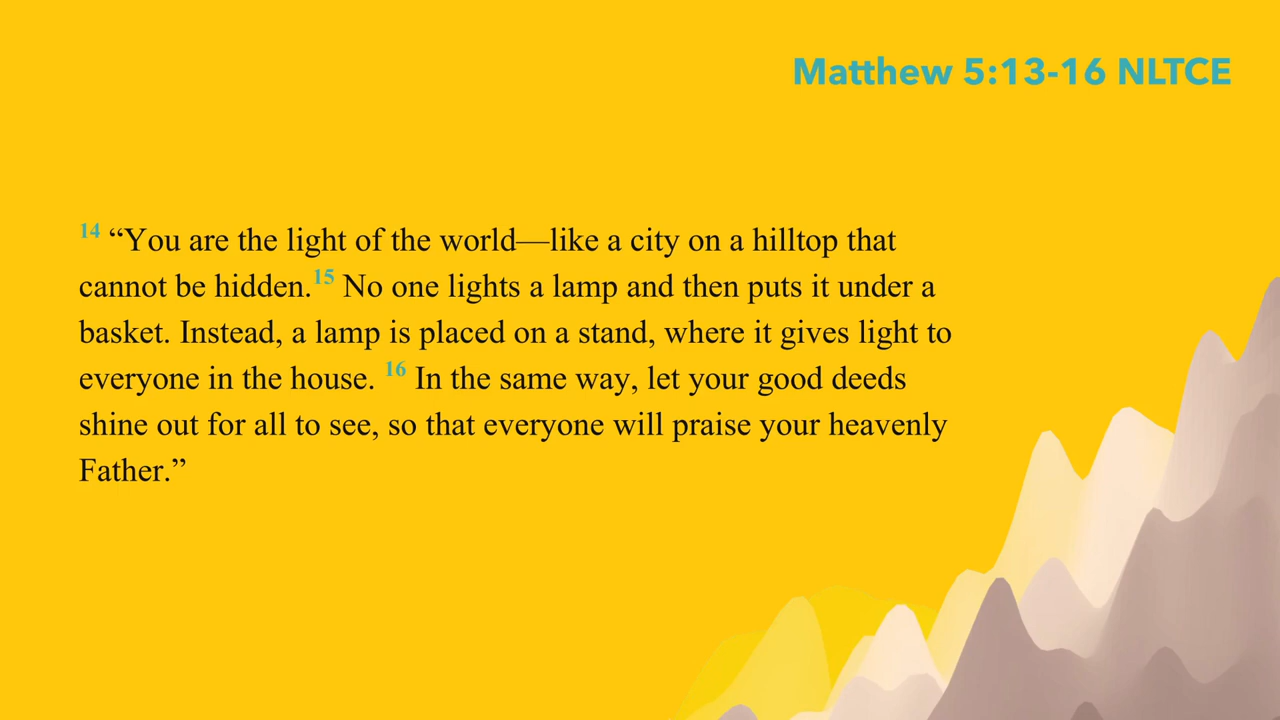 Matthew 5:13-16 NLTCE
14 “You are the light of the world—like a city on a hilltop that
cannot be hidden.15 No one lights a lamp and then puts it under a
basket. Instead, a lamp is placed on a stand, where it gives light to
everyone in the house. 16 In the same way, let your good deeds
shine out for all to see, so that everyone will praise your heavenly
Father.”